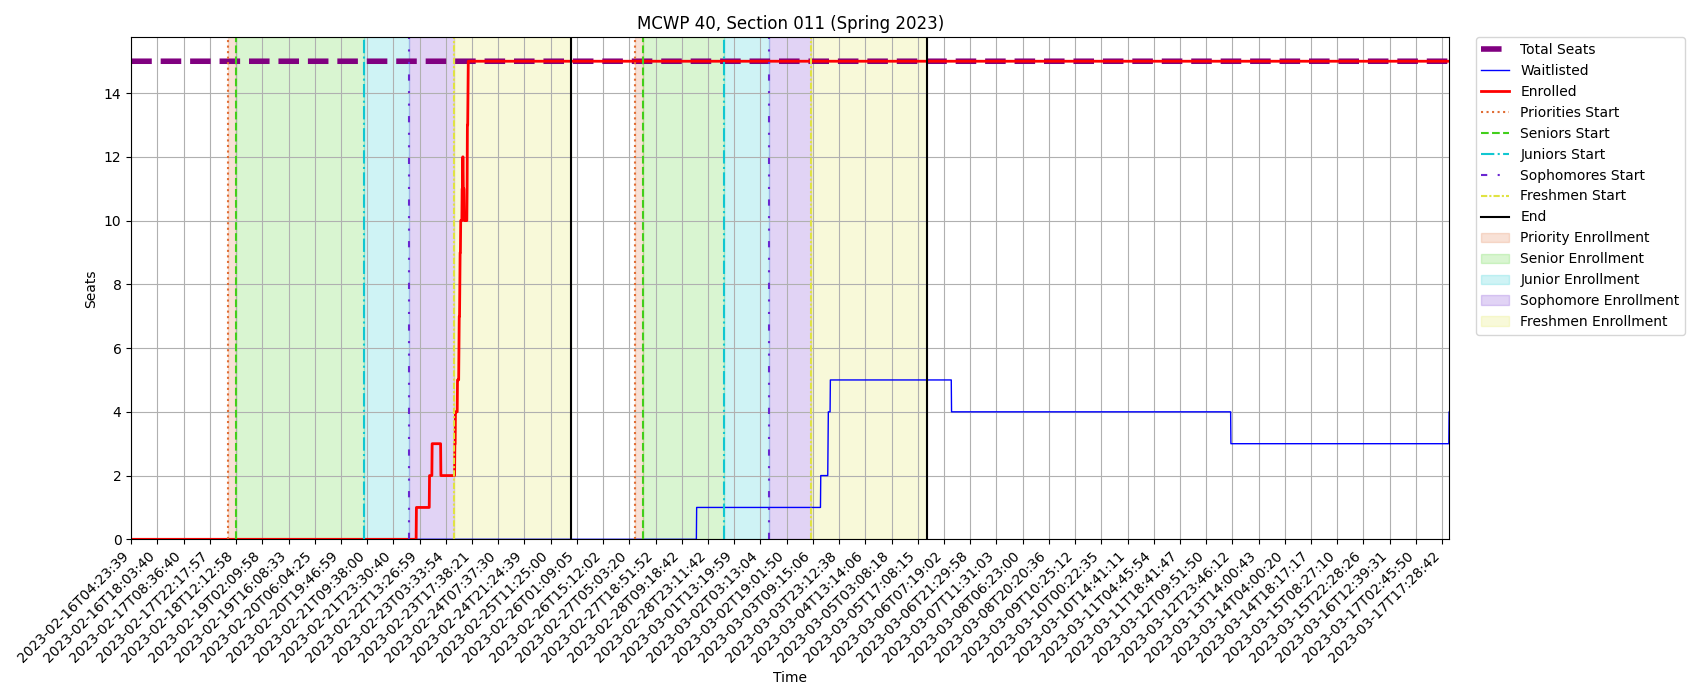 MCWP 40, Section 011 (Spring 2023)
Seats
14
12
10
8
6
4
2
0
2023-02-16T04:23:39
2023-02-16T18:03:40
2023-02-17T08:36:40
2023-02-17T22:17:57
2023-02-18T12:12:58
2023-02-19T02:09:58
2023-02-19T16:08:33
2023-02-20T06:04:25
2023-02-20T19:46:59
2023-02-21T09:38:00
2023-02-21T23:30:40
2023-02-22T13:26:59
2023-02-23T03:33:54
2023-02-23T17:38:21
2023-02-24T07:37:30
2023-02-24T21:24:39
2023-02-25T11:25:00
2023-02-26T01:09:05
2023-02-26T15:12:02
2023-02-27T05:03:20
2023-02-27T18:51:52
2023-02-28T09:18:42
2023-02-28T23:11:42
2023-03-01T13:19:59
2023-03-02T03:13:04
2023-03-02T19:01:50
2023-03-03T09:15:06
2023-03-03T23:12:38
2023-03-04T13:14:06
2023-03-05T03:08:18
2023-03-05T17:08:15
2023-03-06T07:19:02
2023-03-06T21:29:58
2023-03-07T11:31:03
2023-03-08T06:23:00
2023-03-08T20:20:36
2023-03-09T10:25:12
2023-03-10T00:22:35
2023-03-10T14:41:11
2023-03-11T04:45:54
2023-03-11T18:41:47
2023-03-12T09:51:50
2023-03-12T23:46:12
2023-03-13T14:00:43
2023-03-14T04:00:20
2023-03-14T18:17:17
2023-03-15T08:27:10
2023-03-15T22:28:26
2023-03-16T12:39:31
2023-03-17T02:45:50
2023-03-17T17:28:42
Time
Total Seats
Waitlisted
Enrolled
Priorities Start
Seniors Start
Juniors Start
Sophomores Start
Freshmen Start
End
Priority Enrollment
Senior Enrollment
Junior Enrollment
Sophomore Enrollment
Freshmen Enrollment